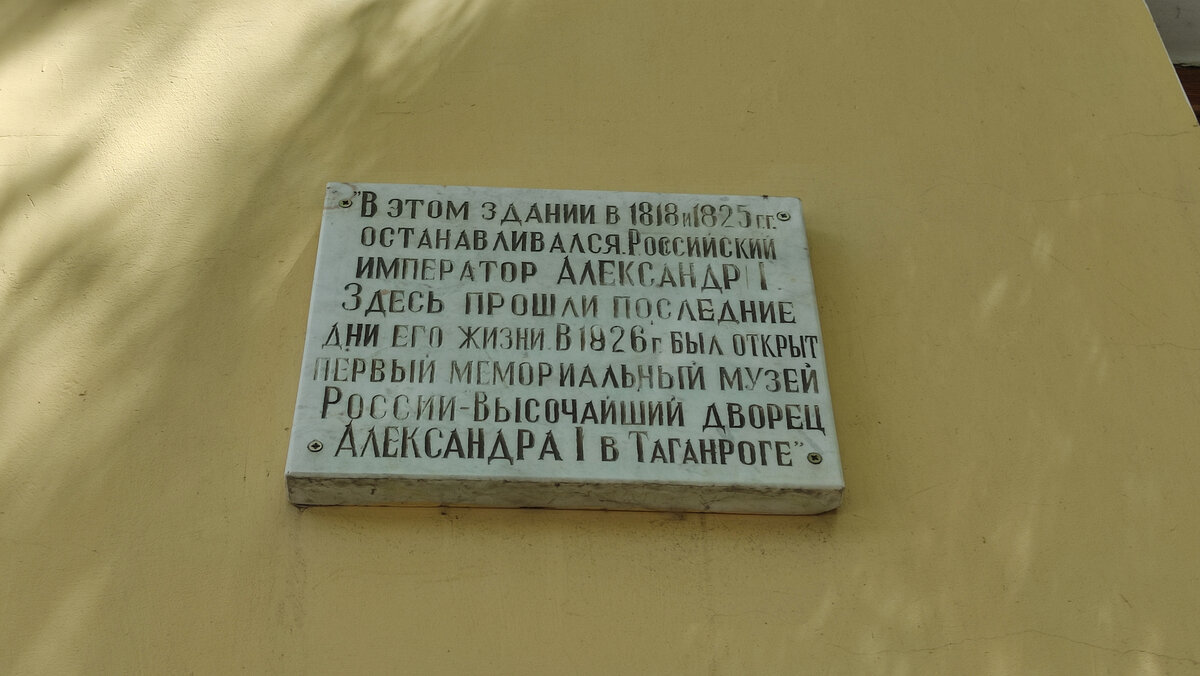 "В ЭТОМ ЗДАНИИ В 1818 И 1825 Г.Г.
ОСТАНАВЛИВАЛСЯ РОССИЙСКИЙ
ИМПЕРАТОР АЛЕКСАНДР I.
ЗДЕСЬ ПРОШЛИ ПОСЛЕДНИЕ
ДНИ ЕГО ЖИЗНИ. В 1826 Г. БЫЛ ОТКРЫТ
ПЕРВЫЙ МЕМОРИАЛЬНЫЙ МУЗЕЙ
РОССИИ-ВЫСОЧАЙШИЙ ДВОРЕЦ
АЛЕКСАНДРА I В ТАГАНРОГЕ"